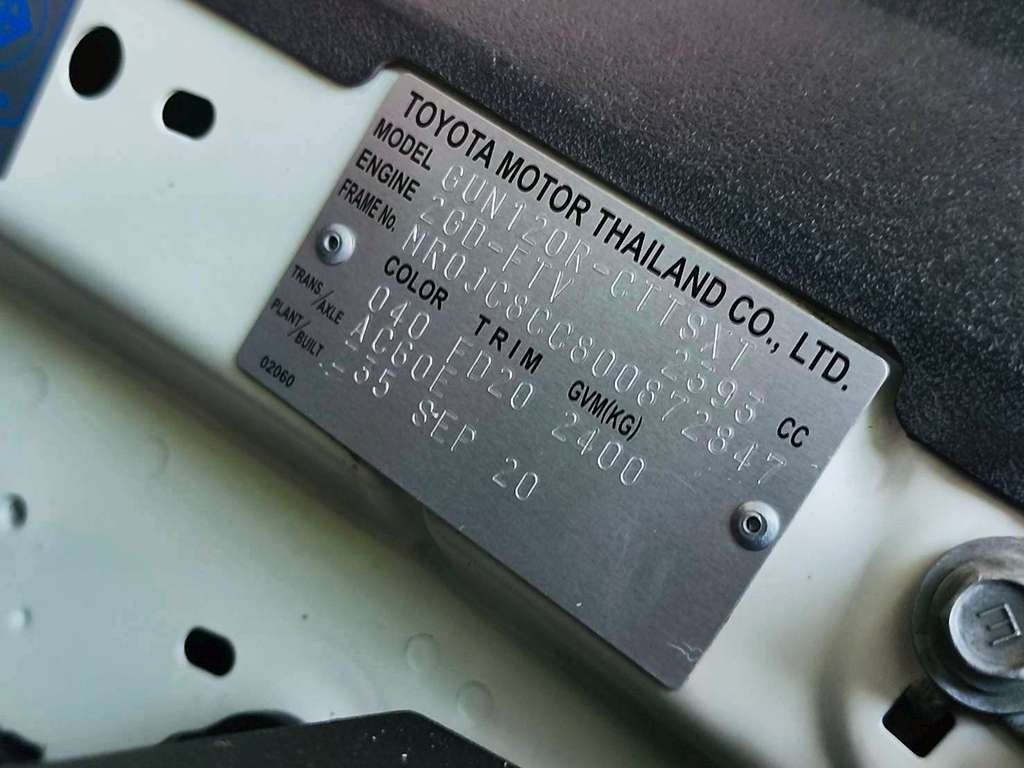 TOYOTA MOTOR THAILAND CO., LTD.
MODEL GUN120R-CTTSXT
ENGINE 2GD-FTV 2393 CC
FRAME No. MR0JC8CC800872847
COLOR TRIM GVM(KG)
040 FD20 2400
TRANS/AXLE AC60E
PLANT/BUILT -35 SEP 20
02060
E